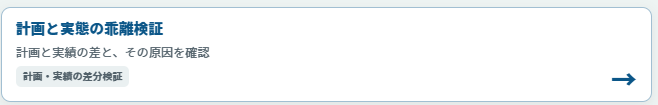 計画と実態の乖離検証
計画と実績の差と、その原因を確認
計画・実績の差分検証